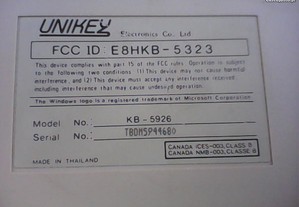 UNIKEY
Electronics Co., Ltd
FCC ID: E8HKB-5323
This device complies with part 15 of the FCC rules. Operation is subject
to the following two conditions (1) This device may not cause harmful
interference, and (2) This device must accept any interference received
including interference that may cause undesired operation.
The Windows logo is a registered trademark of Microsoft Corporation.
Model No. KB-5926
Serial No.
CANADA ICES-003, CLASS B
CANADA NMB-003, CLASSE B
MADE IN THAILAND